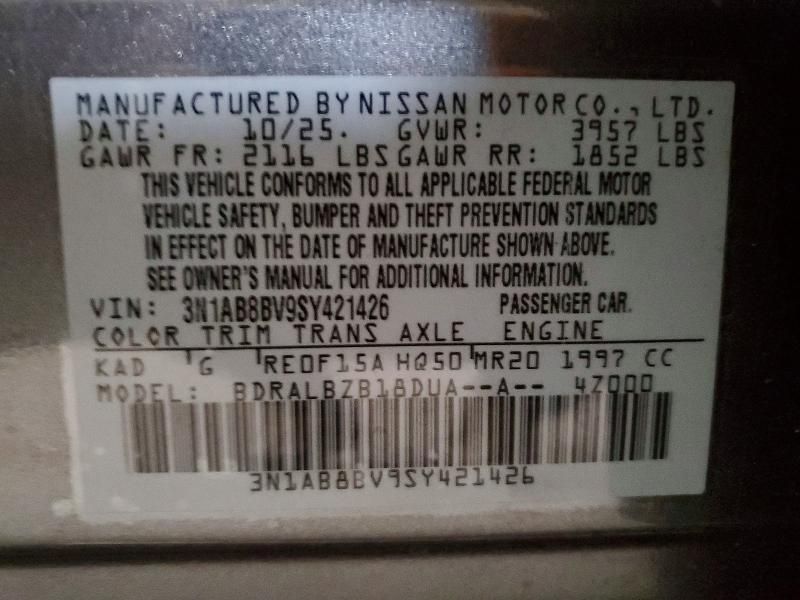 MANUFACTURED BY NISSAN MOTOR CO., LTD.
DATE: 10/25. GVWR: 3957 LBS
GAWR FR: 2116 LBS GAWR RR: 1852 LBS
THIS VEHICLE CONFORMS TO ALL APPLICABLE FEDERAL MOTOR
VEHICLE SAFETY, BUMPER AND THEFT PREVENTION STANDARDS
IN EFFECT ON THE DATE OF MANUFACTURE SHOWN ABOVE.
SEE OWNER'S MANUAL FOR ADDITIONAL INFORMATION.
VIN: 3N1AB8BV9SY421426 PASSENGER CAR.
COLOR TRIM TRANS AXLE ENGINE
KAD G RE0F15A HQ50 MR20 1997 CC
MODEL: BDRALBZB18DUA--A-- 4Z000
3N1AB8BV9SY421426